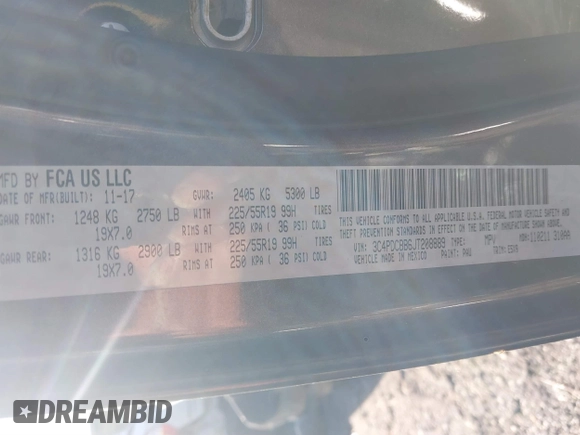 MFD BY FCA US LLC
DATE OF MFR(BUILT): 11-17 GVWR: 2405 KG 5300 LB
GAWR FRONT: 1248 KG 2750 LB WITH 225/55R19 99H TIRES
19X7.0 RIMS AT 250 KPA ( 36 PSI) COLD
GAWR REAR: 1316 KG 2900 LB WITH 225/55R19 99H TIRES
19X7.0 RIMS AT 250 KPA ( 36 PSI) COLD
THIS VEHICLE CONFORMS TO ALL APPLICABLE U.S.A. FEDERAL MOTOR VEHICLE SAFETY, BUMPER AND
THEFT PREVENTION STANDARDS IN EFFECT ON THE DATE OF MANUFACTURE SHOWN ABOVE.
VIN: TYPE: MPV MDH:
VEHICLE MADE IN MEXICO PAINT: TRIM:
DREAMBID